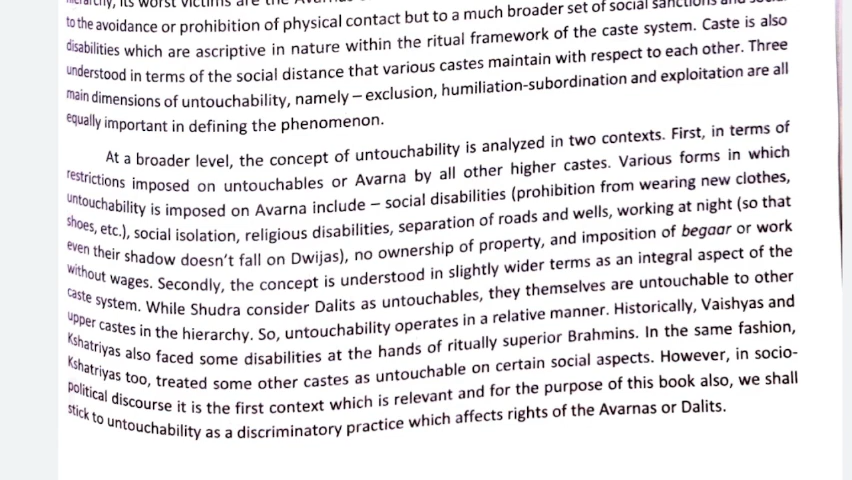 hierarchy, its worst victims are the
to the avoidance or prohibition of physical contact but to a much broader set of social sanctions and
disabilities which are ascriptive in nature within the ritual framework of the caste system. Caste is also
understood in terms of the social distance that various castes maintain with respect to each other. Three
main dimensions of untouchability, namely – exclusion, humiliation-subordination and exploitation are all
equally important in defining the phenomenon.
At a broader level, the concept of untouchability is analyzed in two contexts. First, in terms of
restrictions imposed on untouchables or Avarna by all other higher castes. Various forms in which
untouchability is imposed on Avarna include – social disabilities (prohibition from wearing new clothes,
shoes, etc.), social isolation, religious disabilities, separation of roads and wells, working at night (so that
even their shadow doesn't fall on Dwijas), no ownership of property, and imposition of begaar or work
without wages. Secondly, the concept is understood in slightly wider terms as an integral aspect of the
caste system. While Shudra consider Dalits as untouchables, they themselves are untouchable to other
upper castes in the hierarchy. So, untouchability operates in a relative manner. Historically, Vaishyas and
Kshatriyas also faced some disabilities at the hands of ritually superior Brahmins. In the same fashion,
Kshatriyas too, treated some other castes as untouchable on certain social aspects. However, in socio-
political discourse it is the first context which is relevant and for the purpose of this book also, we shall
stick to untouchability as a discriminatory practice which affects rights of the Avarnas or Dalits.